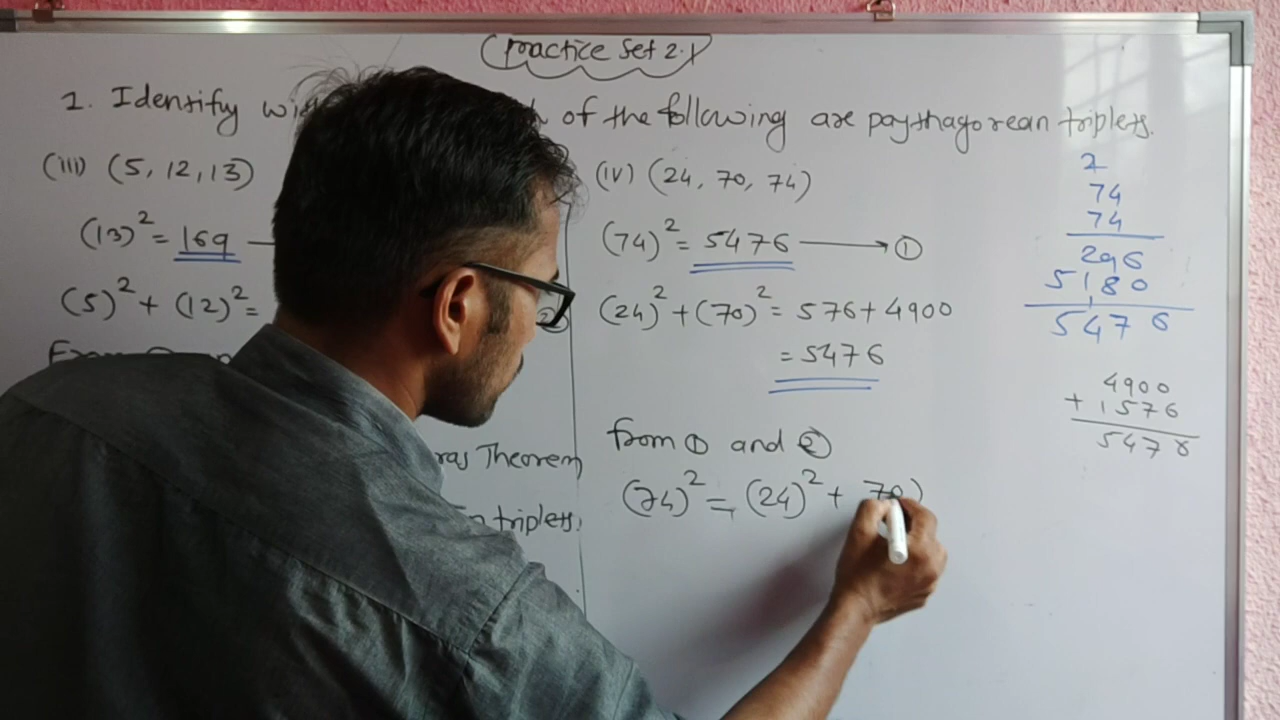 Practice Set 2.1
1. Identify of the following are paythagorean triplets.
(iii) (5, 12, 13)
(13)² = 169
(5)² + (12)² =
From
ras Theorem
triplets.
(iv) (24, 70, 74)
(74)² = 5476 ⟶ ①
(24)² + (70)² = 576 + 4900
= 5476
from ① and ②
(74)² = (24)² + 70)
2
74
74
296
5180
5476
4900
+ 1576
5476